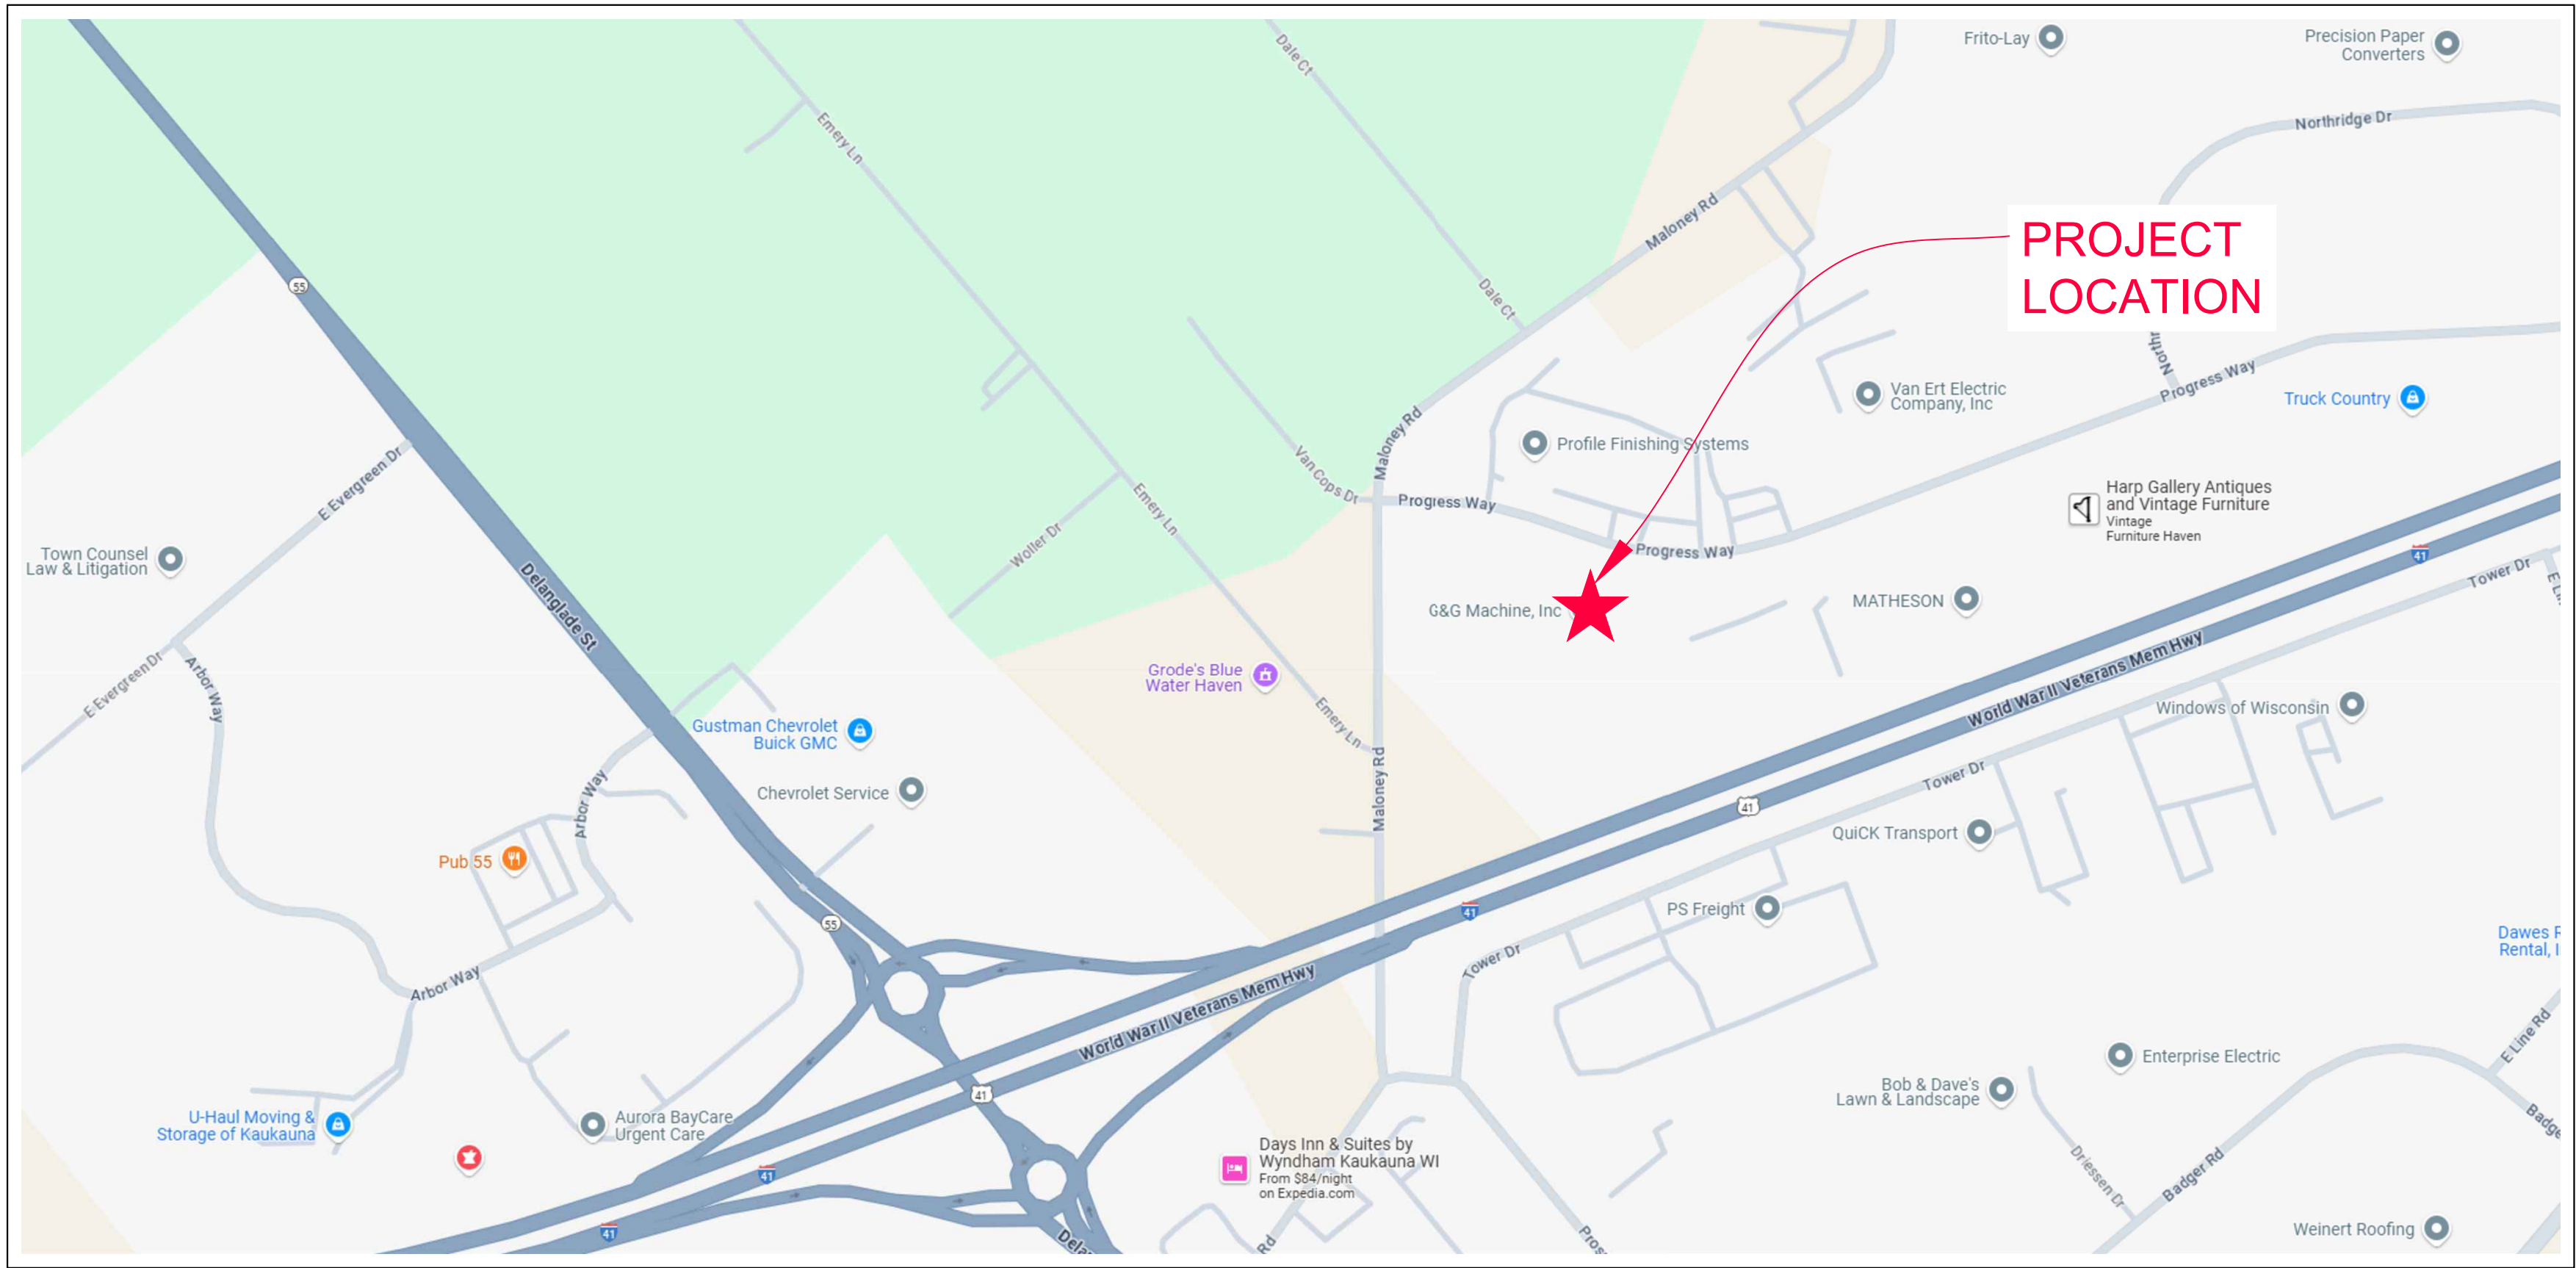 Frito-Lay
Precision Paper
Converters
Dale Ct
Emery Ln
Northridge Dr
Maloney Rd
PROJECT
LOCATION
55
Dale Ct
Northr
Progress Way
Truck Country
Van Ert Electric
Company, Inc
Maloney Rd
Profile Finishing Systems
E Evergreen Dr
Van Cops Dr
Progress Way
Emery Ln
Harp Gallery Antiques
and Vintage Furniture
Vintage
Furniture Haven
Woller Dr
Progress Way
41
Town Counsel
Law & Litigation
Delanglade St
Tower Dr
G&G Machine, Inc
MATHESON
E Evergreen Dr
Arbor Way
Grode's Blue
Water Haven
World War II Veterans Mem Hwy
Windows of Wisconsin
Emery Ln
Gustman Chevrolet
Buick GMC
Maloney Rd
Chevrolet Service
Arbor Way
Tower Dr
41
QuiCK Transport
Pub 55
PS Freight
41
55
Dawes R
Rental, I
Tower Dr
Arbor Way
World War II Veterans Mem Hwy
E Line Rd
Enterprise Electric
41
Bob & Dave's
Lawn & Landscape
U-Haul Moving &
Storage of Kaukauna
Aurora BayCare
Urgent Care
Badge
Days Inn & Suites by
Wyndham Kaukauna WI
From $84/night
on Expedia.com
41
Driessen Dr
Badger Rd
41
Dela
Rd
Pros
Weinert Roofing